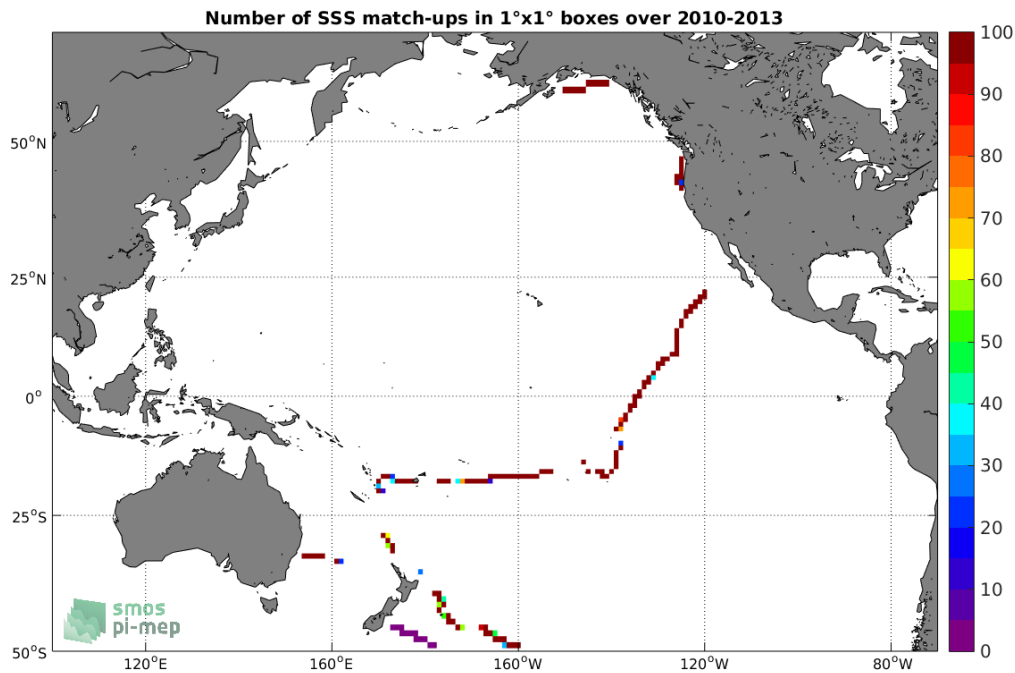 Number of SSS match-ups in 1°x1° boxes over 2010-2013
100
90
80
70
60
50
40
30
20
10
0
50°N
25°N
0°
25°S
50°S
smos
pi-mep
120°E
160°E
160°W
120°W
80°W